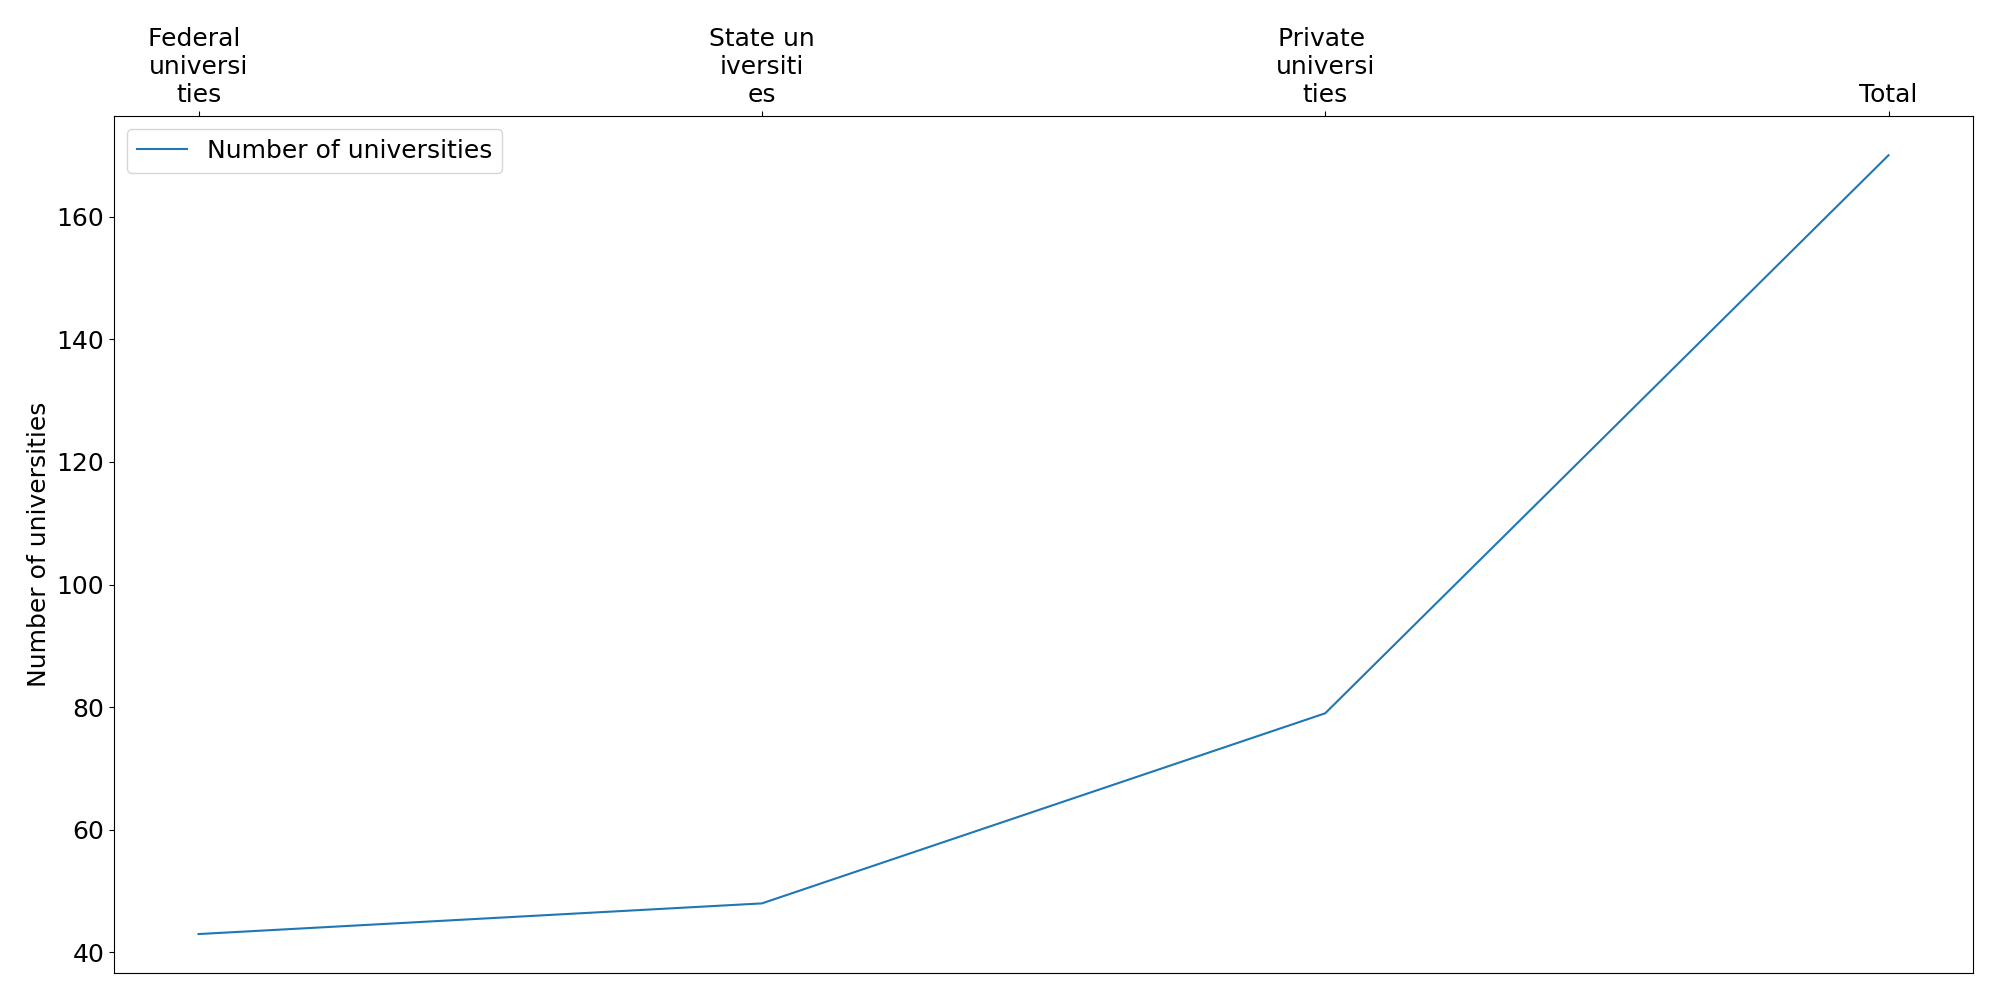 Federal
universi
ties
State un
iversiti
es
Private
universi
ties
Total
Number of universities
160
140
120
100
80
60
40
Number of universities